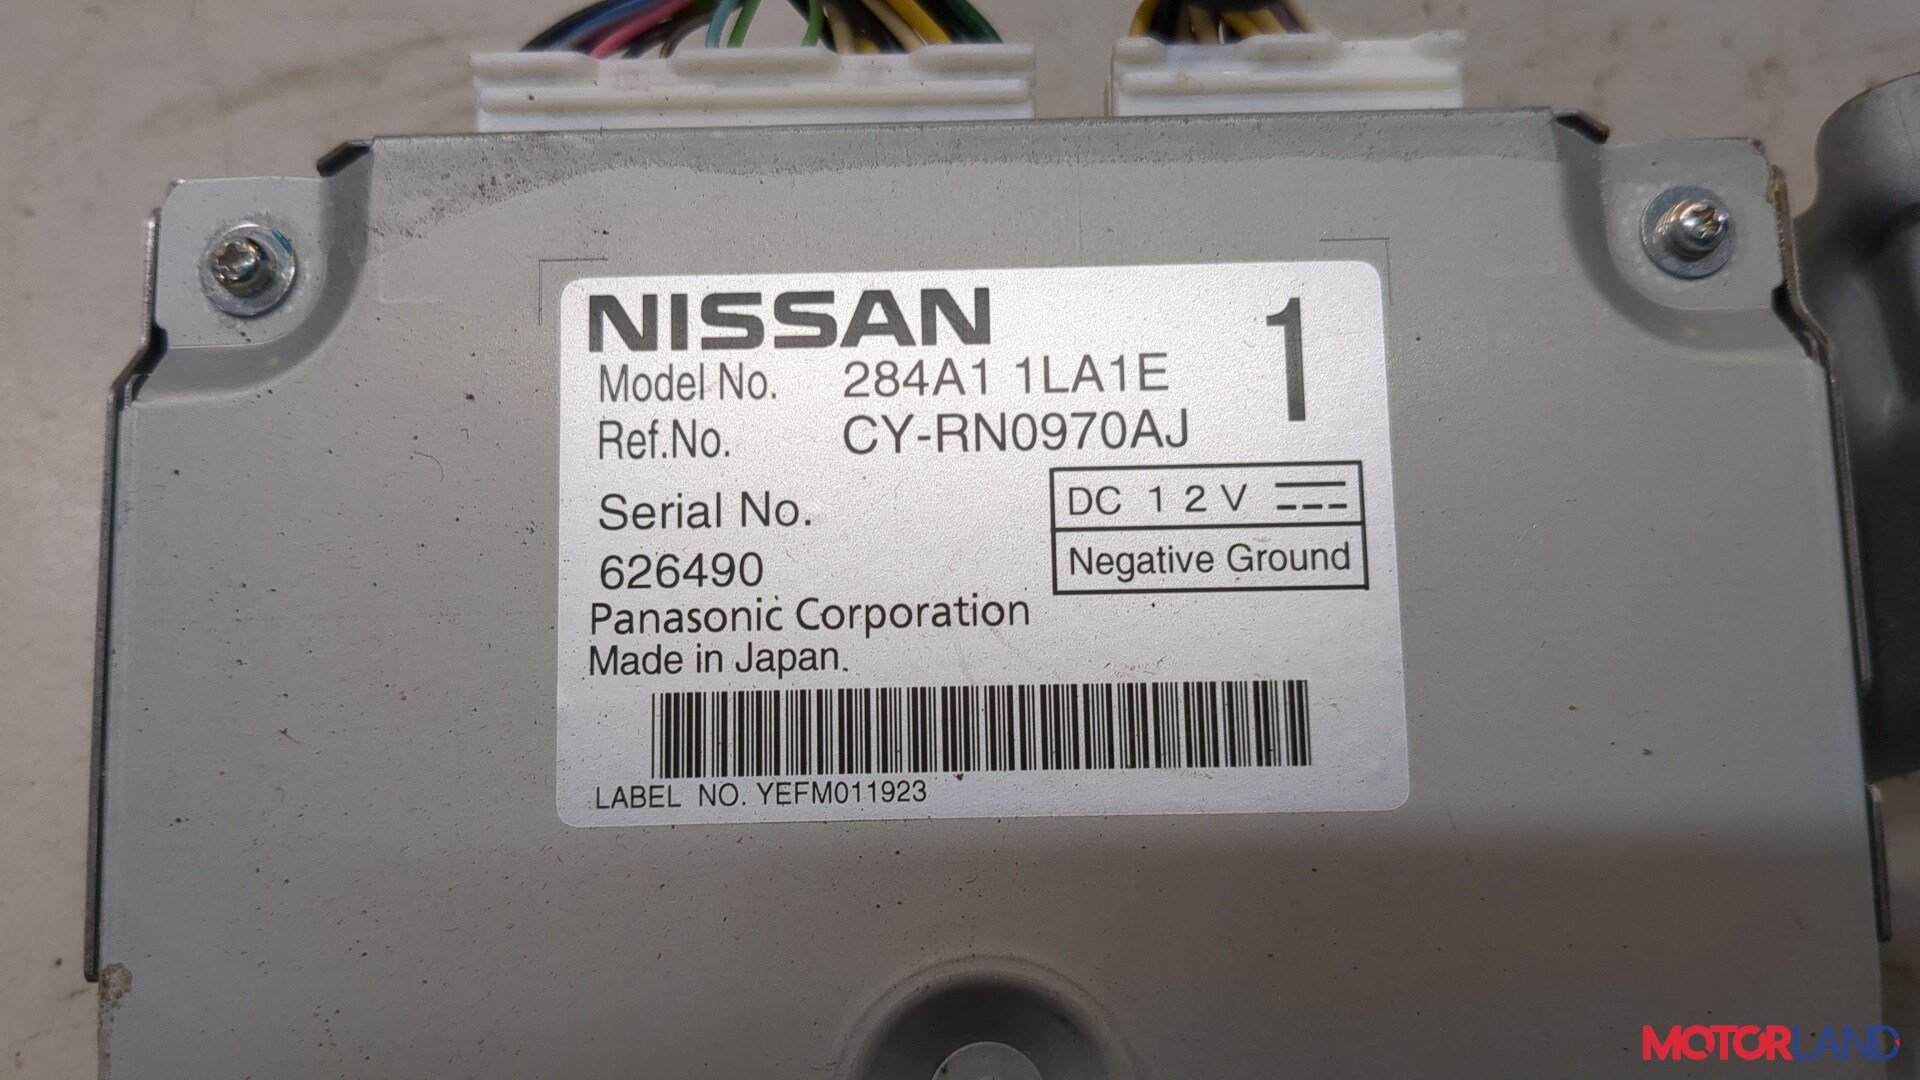 NISSAN 1
Model No. 284A1 1LA1E
Ref.No. CY-RN0970AJ
Serial No.
DC 12V
626490
Negative Ground
Panasonic Corporation
Made in Japan.
LABEL NO. YEFM011923
MOTORLAND